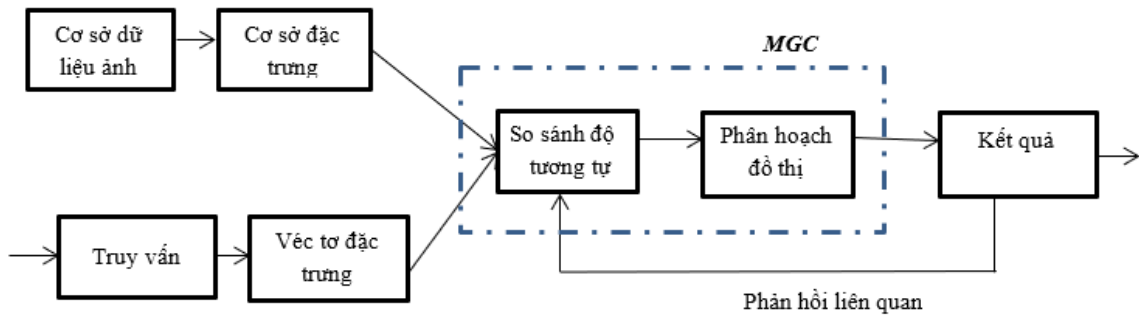 Cơ sở dữ
liệu ảnh
Cơ sở đặc
trưng
MGC
So sánh độ
tương tự
Phân hoạch
đồ thị
Kết quả
Truy vấn
Véc tơ đặc
trưng
Phản hồi liên quan